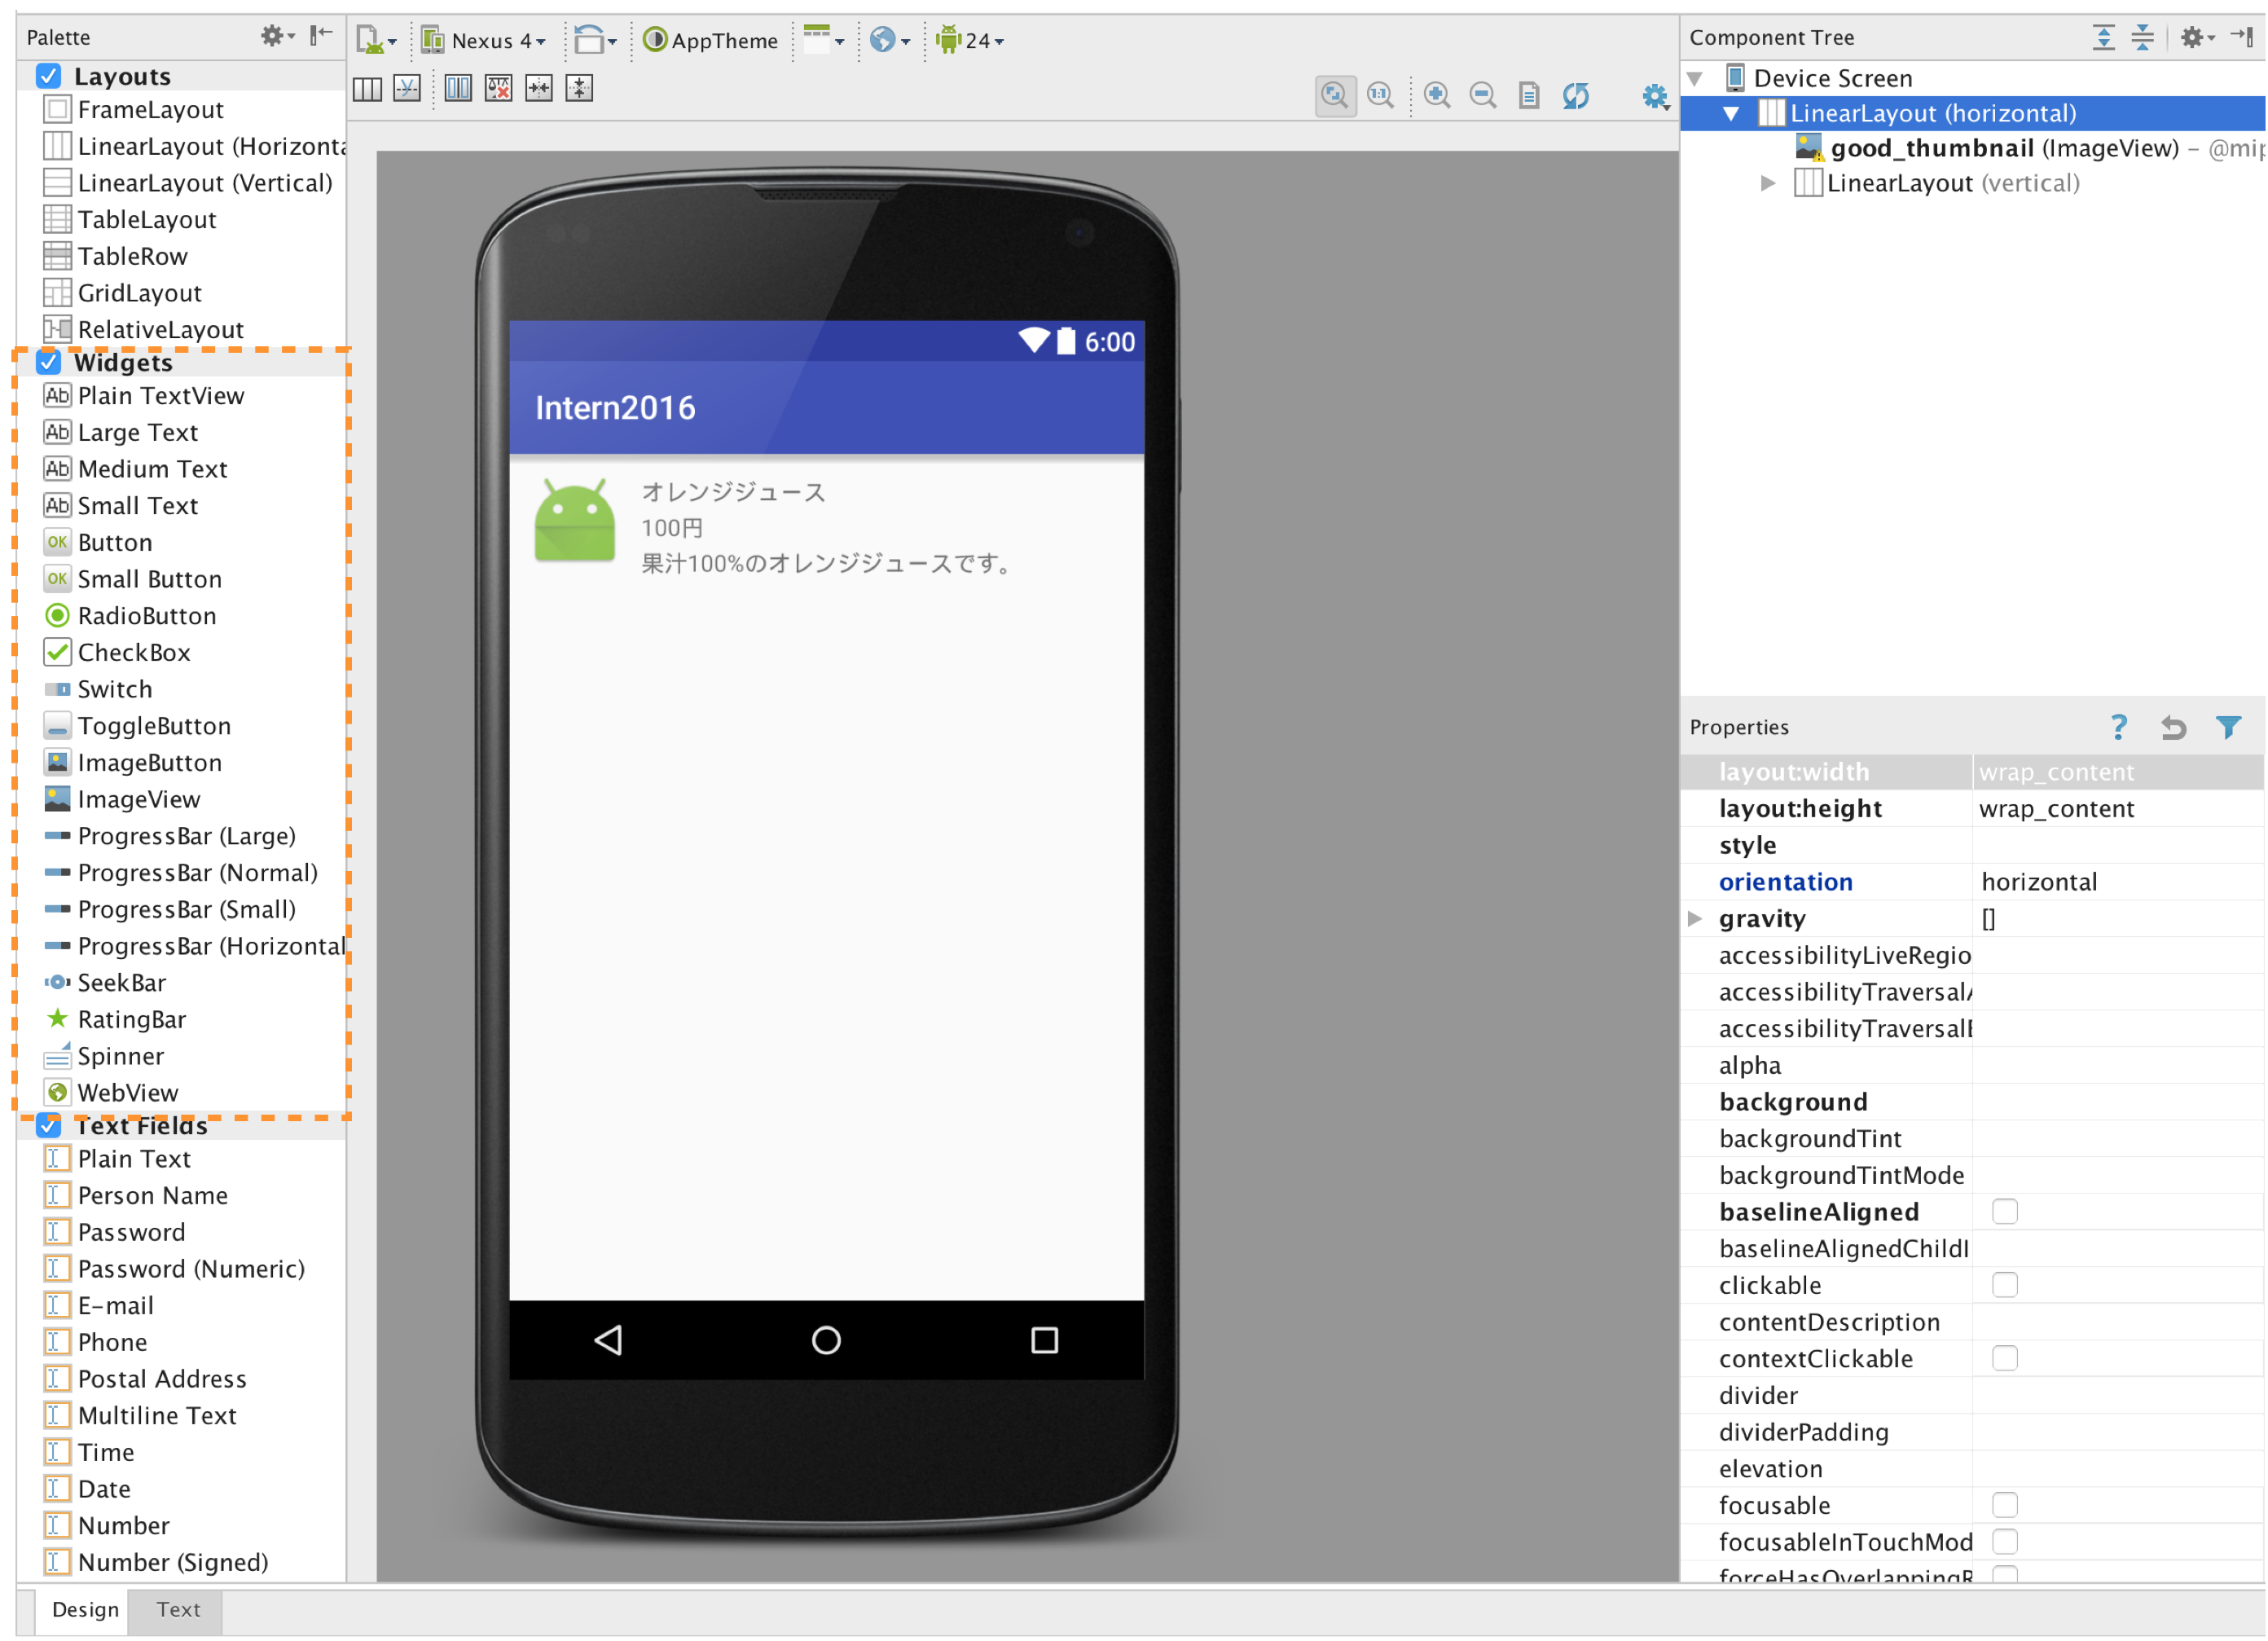 Palette
Layouts
FrameLayout
LinearLayout (Horizonta
LinearLayout (Vertical)
TableLayout
TableRow
GridLayout
RelativeLayout
Widgets
Plain TextView
Large Text
Medium Text
Small Text
Button
Small Button
RadioButton
CheckBox
Switch
ToggleButton
ImageButton
ImageView
ProgressBar (Large)
ProgressBar (Normal)
ProgressBar (Small)
ProgressBar (Horizontal
SeekBar
RatingBar
Spinner
WebView
Text Fields
Plain Text
Person Name
Password
Password (Numeric)
E-mail
Phone
Postal Address
Multiline Text
Time
Date
Number
Number (Signed)
Design Text
Nexus 4 AppTheme 24
6:00
Intern2016
オレンジジュース
100円
果汁100%のオレンジジュースです。
Component Tree
Device Screen
LinearLayout (horizontal)
good_thumbnail (ImageView) – @mip
LinearLayout (vertical)
Properties
layout:width wrap_content
layout:height wrap_content
style
orientation horizontal
gravity []
accessibilityLiveRegio
accessibilityTraversalA
accessibilityTraversalB
alpha
background
backgroundTint
backgroundTintMode
baselineAligned
baselineAlignedChildI
clickable
contentDescription
contextClickable
divider
dividerPadding
elevation
focusable
focusableInTouchMod
forceHasOverlappingR